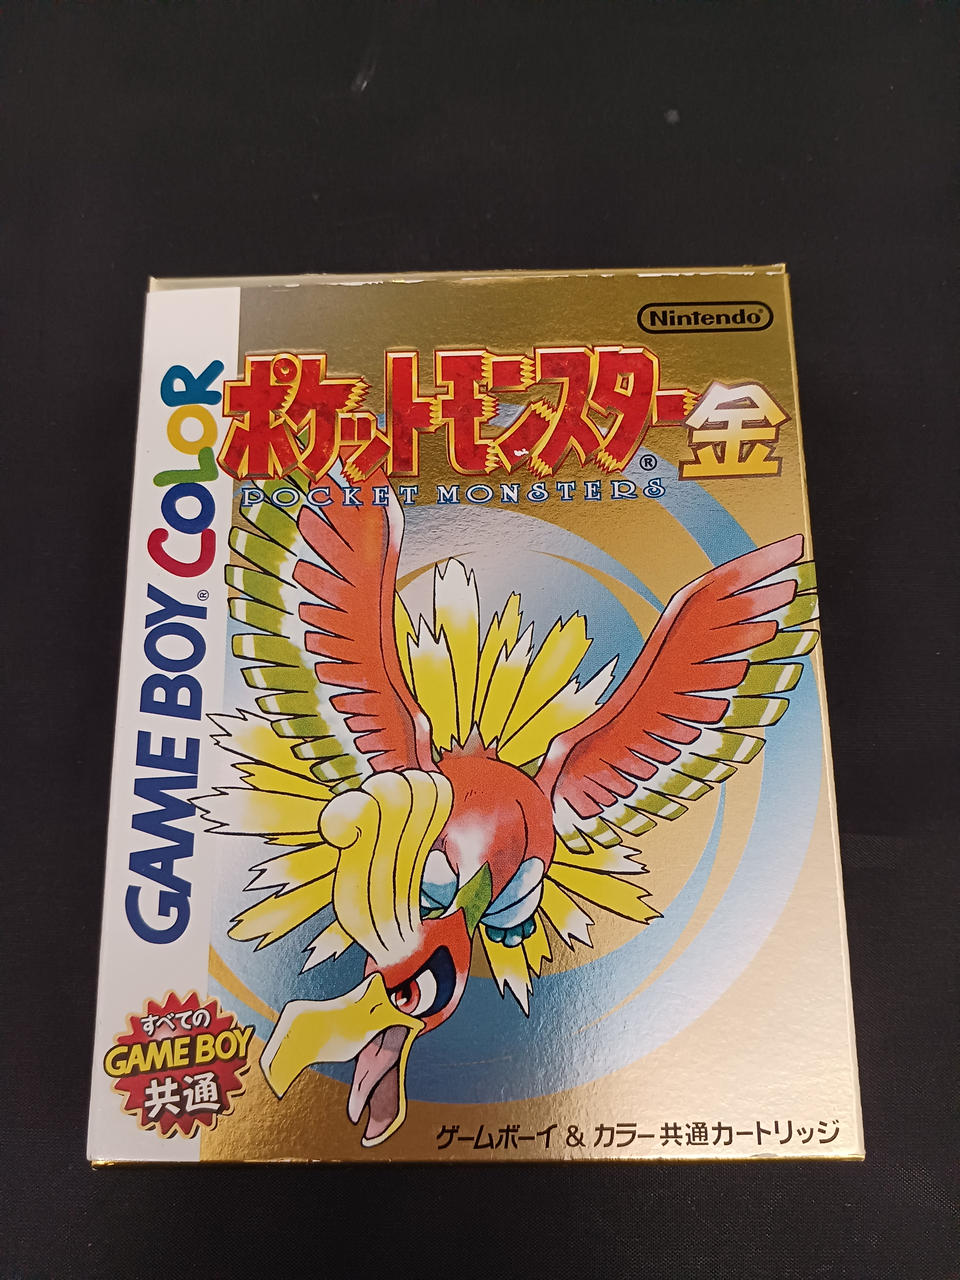 Nintendo®
ポケットモンスター金
®
POCKET MONSTERS
GAME BOY® COLOR
すべての
GAME BOY
共通
ゲームボーイ & カラー共通カートリッジ